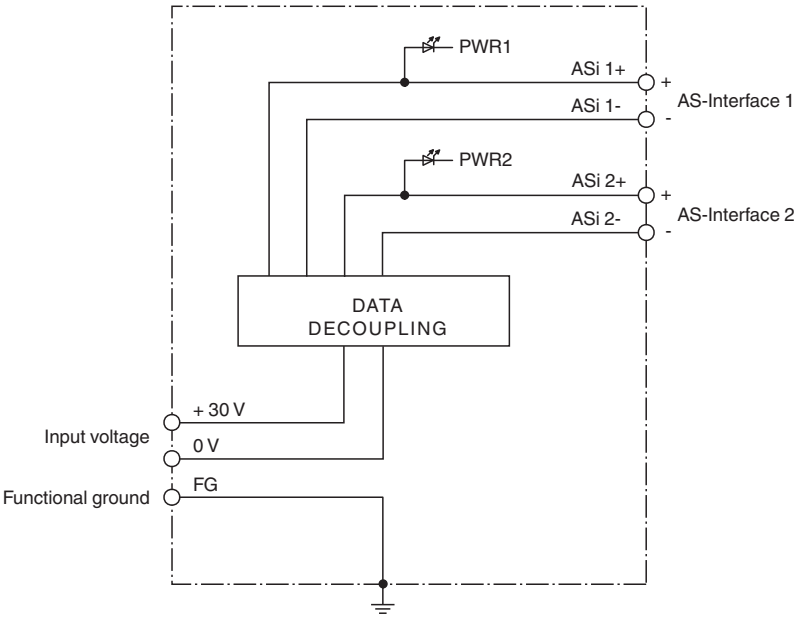 PWR1
ASi 1+
+
AS-Interface 1
ASi 1-
-
PWR2
ASi 2+
+
AS-Interface 2
ASi 2-
-
DATA
DECOUPLING
+ 30 V
Input voltage
0 V
FG
Functional ground